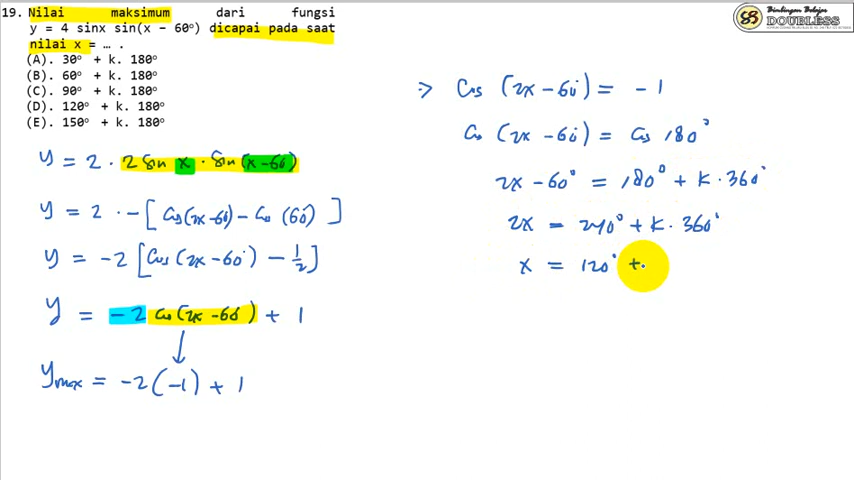 19. Nilai maksimum dari fungsi
y = 4 sinx sin(x – 60°) dicapai pada saat
nilai x = … .
(A). 30° + k. 180°
(B). 60° + k. 180°
(C). 90° + k. 180°
(D). 120° + k. 180°
(E). 150° + k. 180°
y = 2 · 2 sin x · sin (x-60)
y = 2 · -[cos(2x-60) - cos (60)]
y = -2 [cos (2x-60° - 1/2]
y = -2 cos(2x-60) + 1
ymax = -2(-1) + 1
Bimbingan Belajar
DOUBLESS
=> cos (2x-60) = -1
cos (2x-60) = cos 180°
2x - 60° = 180° + k. 360°
2x = 240° + k. 360°
x = 120° +